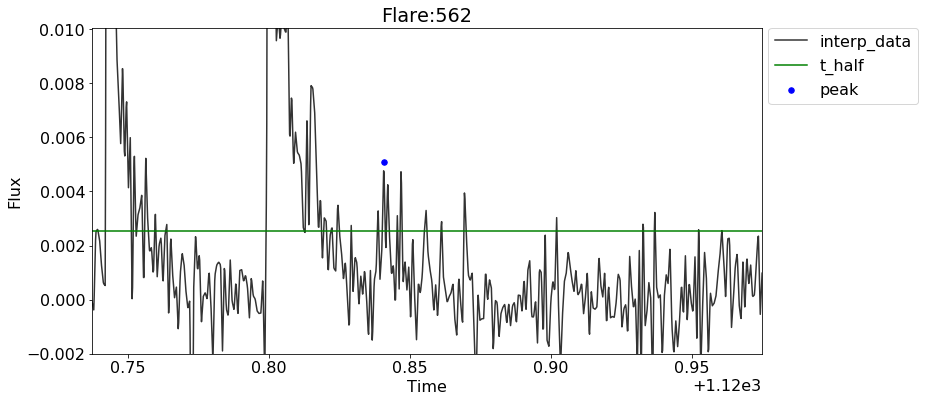 Flare:562
0.010
0.008
0.006
0.004
0.002
0.000
−0.002
Flux
0.75
0.80
0.85
0.90
0.95
Time
+1.12e3
interp_data
t_half
peak